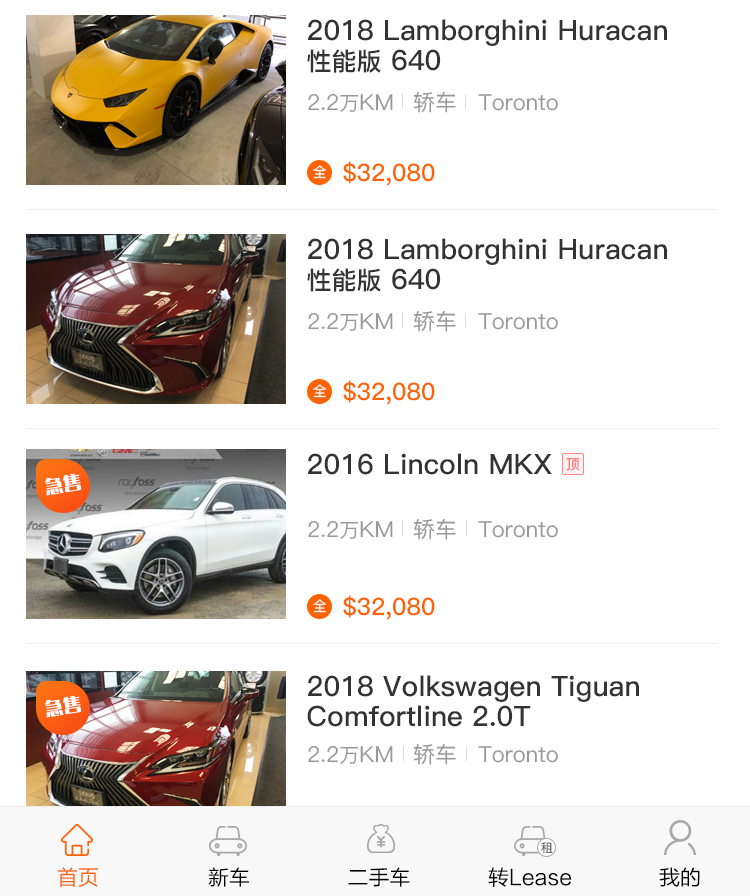 2018 Lamborghini Huracan
性能版 640
2.2万KM 轿车 Toronto
全 $32,080
2018 Lamborghini Huracan
性能版 640
2.2万KM 轿车 Toronto
LEXUS
全 $32,080
急售
2016 Lincoln MKX 顶
2.2万KM 轿车 Toronto
全 $32,080
急售
2018 Volkswagen Tiguan
Comfortline 2.0T
2.2万KM 轿车 Toronto
¥
租
首页 新车 二手车 转Lease 我的